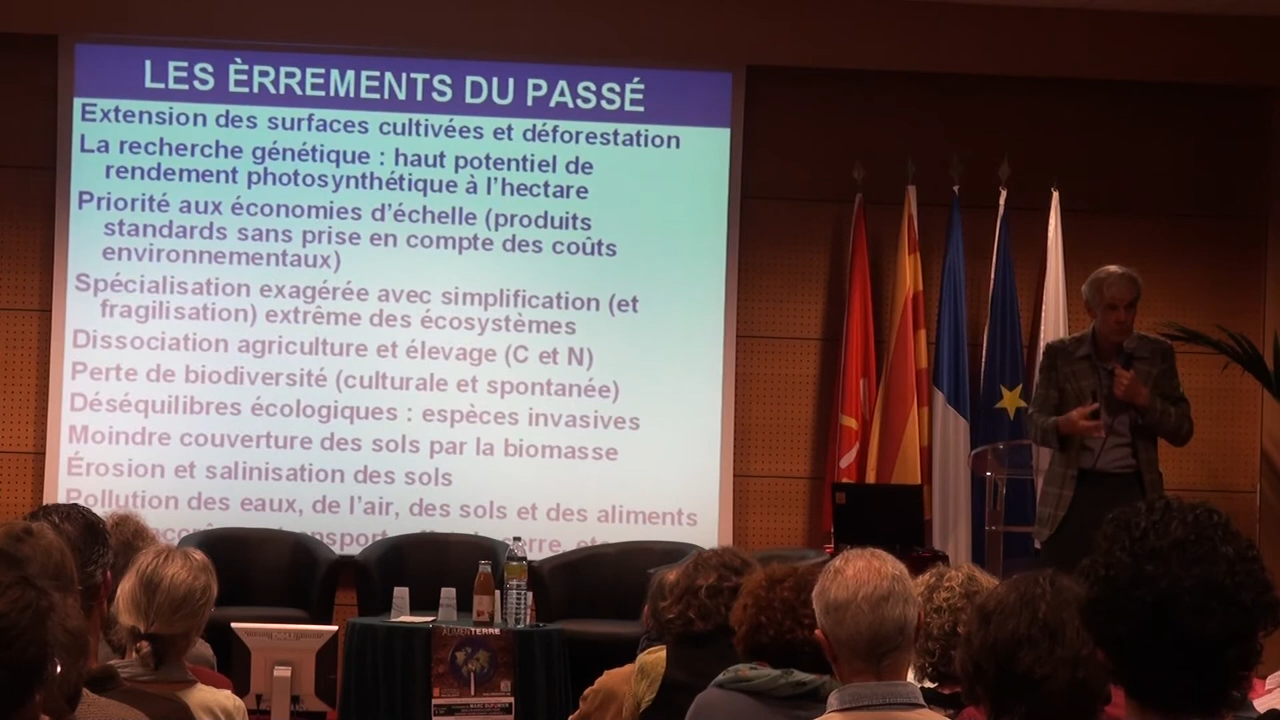 LES ÈRREMENTS DU PASSÉ
Extension des surfaces cultivées et déforestation
La recherche génétique : haut potentiel de
rendement photosynthétique à l'hectare
Priorité aux économies d'échelle (produits
standards sans prise en compte des coûts
environnementaux)
Spécialisation exagérée avec simplification (et
fragilisation) extrême des écosystèmes
Dissociation agriculture et élevage (C et N)
Perte de biodiversité (culturale et spontanée)
Déséquilibres écologiques : espèces invasives
Moindre couverture des sols par la biomasse
Érosion et salinisation des sols
Pollution des eaux, de l'air, des sols et des aliments
ALIMENTERRE
MARC DUFUMIER